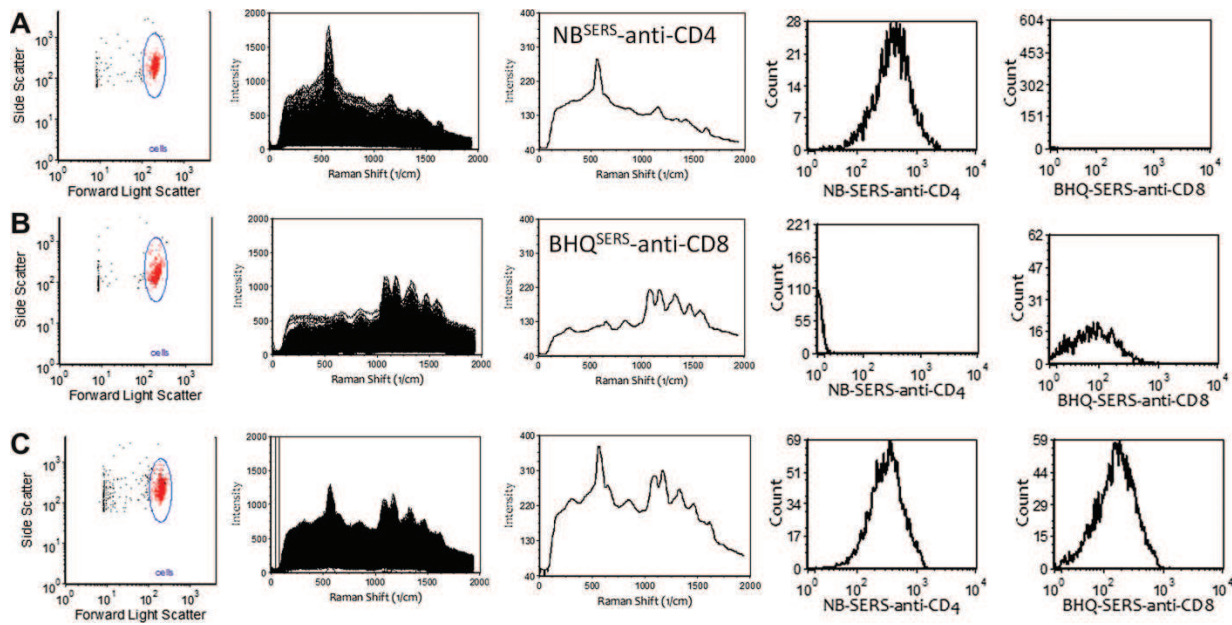 A
Side Scatter
10³
10²
10¹
10⁰
cells
10⁰ 10¹ 10² 10³
Forward Light Scatter
Intensity
2000
1500
1000
500
0
0 500 1000 1500 2000
Raman Shift (1/cm)
Intensity
400
310
220
130
40
NB^SERS-anti-CD4
0 500 1000 1500 2000
Raman Shift (1/cm)
Count
28
21
14
7
0
10⁰ 10² 10³ 10⁴
NB-SERS-anti-CD4
Count
604
453
302
151
0
10⁰ 10² 10³ 10⁴
BHQ-SERS-anti-CD8
B
Side Scatter
10³
10²
10¹
10⁰
cells
10⁰ 10¹ 10² 10³
Forward Light Scatter
Intensity
2000
1500
1000
500
0
0 500 1000 1500 2000
Raman Shift (1/cm)
Intensity
400
310
220
130
40
BHQ^SERS-anti-CD8
0 500 1000 1500 2000
Raman Shift (1/cm)
Count
221
166
110
55
0
10⁰ 10² 10³ 10⁴
NB-SERS-anti-CD4
Count
62
47
31
16
0
10⁰ 10² 10³ 10⁴
BHQ-SERS-anti-CD8
C
Side Scatter
10³
10²
10¹
10⁰
cells
10⁰ 10¹ 10² 10³
Forward Light Scatter
Intensity
2000
1500
1000
500
0
0 500 1000 1500 2000
Raman Shift (1/cm)
Intensity
400
310
220
130
40
0 500 1000 1500 2000
Raman Shift (1/cm)
Count
69
51
34
17
0
10⁰ 10² 10³ 10⁴
NB-SERS-anti-CD4
Count
59
44
29
15
0
10⁰ 10² 10³ 10⁴
BHQ-SERS-anti-CD8